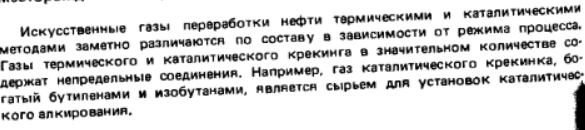 Искусственные газы переработки нефти термическими и каталитическими
методами заметно различаются по составу в зависимости от режима процесса.
Газы термического и каталитического крекинга в значительном количестве со-
держат непредельные соединения. Например, газ каталитического крекинка, бо-
гатый бутиленами и изобутанами, является сырьем для установок каталитичес-
кого алкирования.